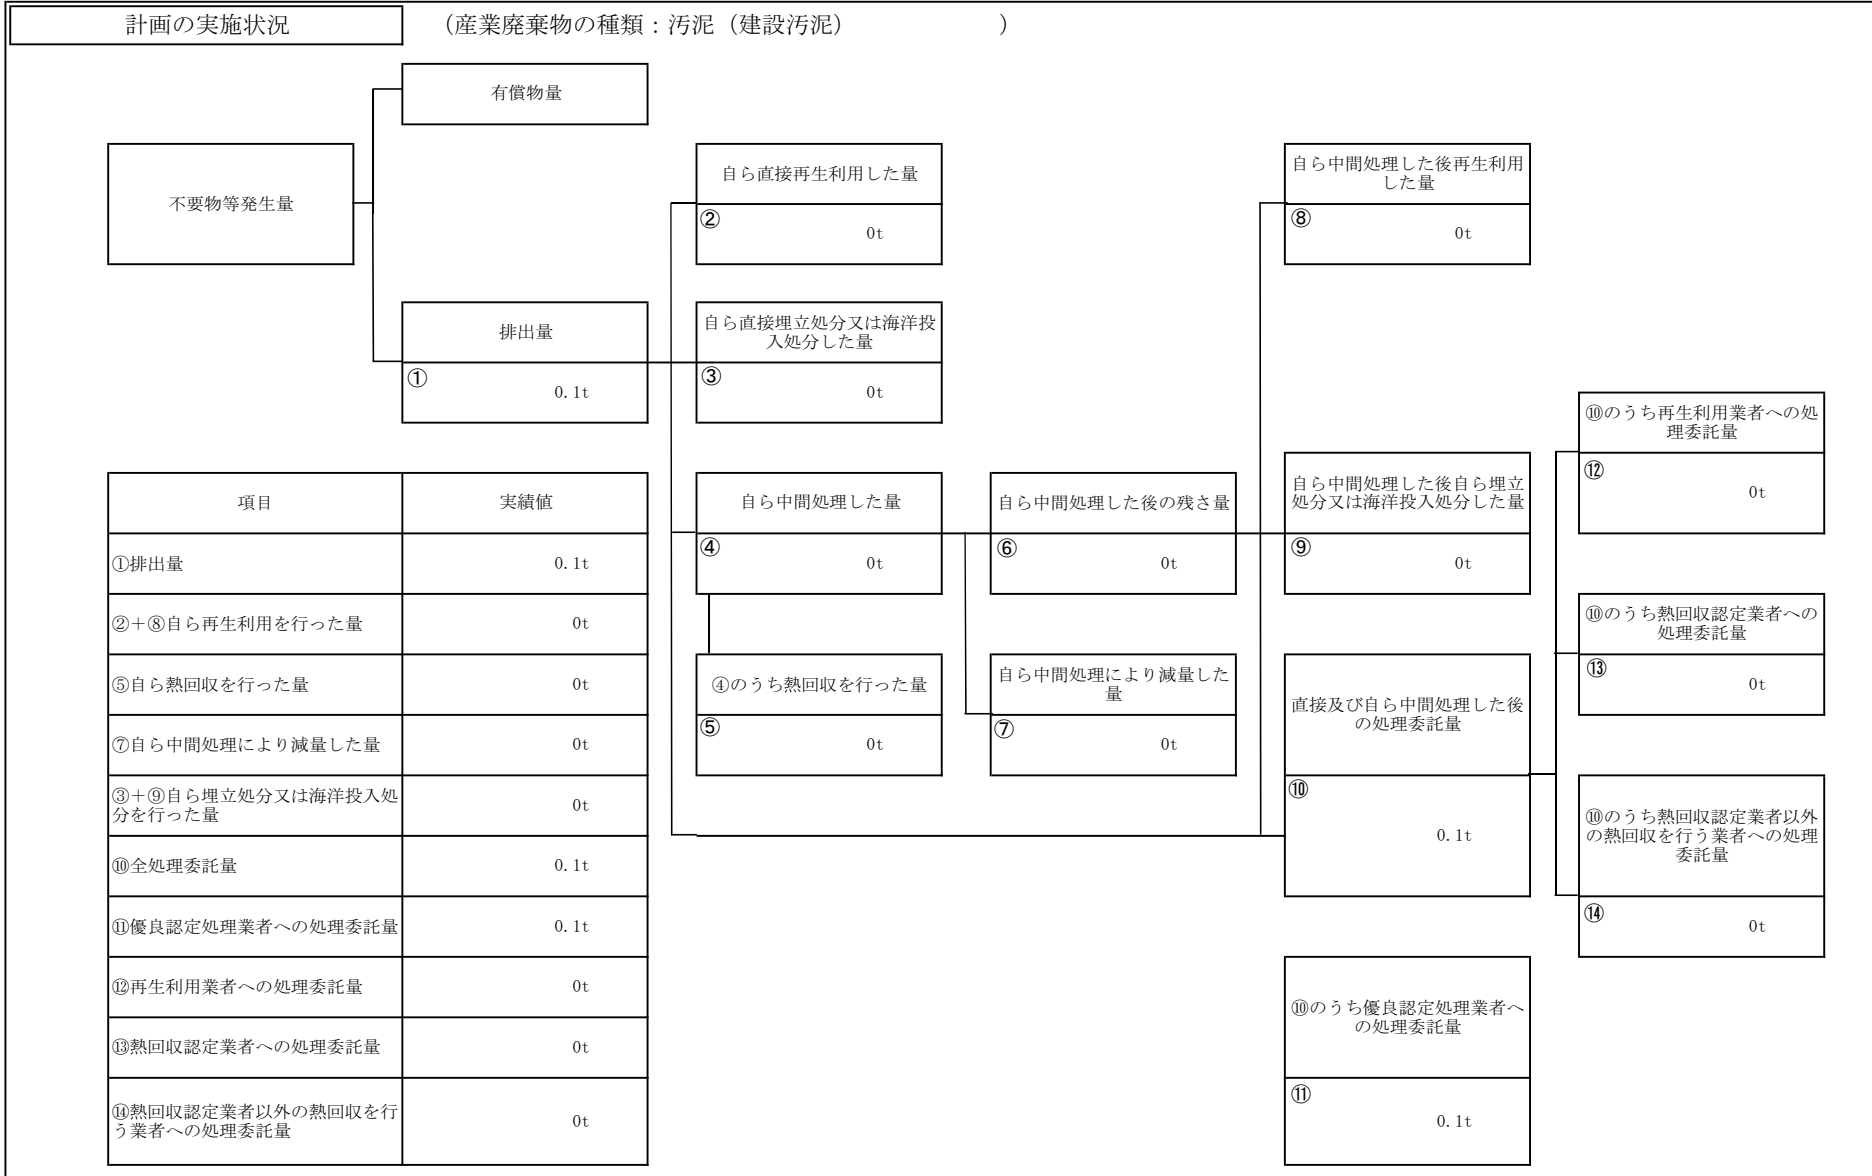 計画の実施状況
（産業廃棄物の種類：汚泥（建設汚泥）　　　　　　　）
有償物量
不要物等発生量
自ら直接再生利用した量
②
0t
自ら中間処理した後再生利用
した量
⑧
0t
排出量
①
0.1t
自ら直接埋立処分又は海洋投
入処分した量
③
0t
⑩のうち再生利用業者への処
理委託量
⑫
0t
自ら中間処理した量
④
0t
自ら中間処理した後の残さ量
⑥
0t
自ら中間処理した後自ら埋立
処分又は海洋投入処分した量
⑨
0t
⑩のうち熱回収認定業者への
処理委託量
⑬
0t
④のうち熱回収を行った量
⑤
0t
自ら中間処理により減量した
量
⑦
0t
直接及び自ら中間処理した後
の処理委託量
⑩
0.1t
⑩のうち熱回収認定業者以外
の熱回収を行う業者への処理
委託量
⑭
0t
⑩のうち優良認定処理業者へ
の処理委託量
⑪
0.1t
項目 実績値
①排出量 0.1t
②＋⑧自ら再生利用を行った量 0t
⑤自ら熱回収を行った量 0t
⑦自ら中間処理により減量した量 0t
③＋⑨自ら埋立処分又は海洋投入処
分を行った量 0t
⑩全処理委託量 0.1t
⑪優良認定処理業者への処理委託量 0.1t
⑫再生利用業者への処理委託量 0t
⑬熱回収認定業者への処理委託量 0t
⑭熱回収認定業者以外の熱回収を行
う業者への処理委託量 0t